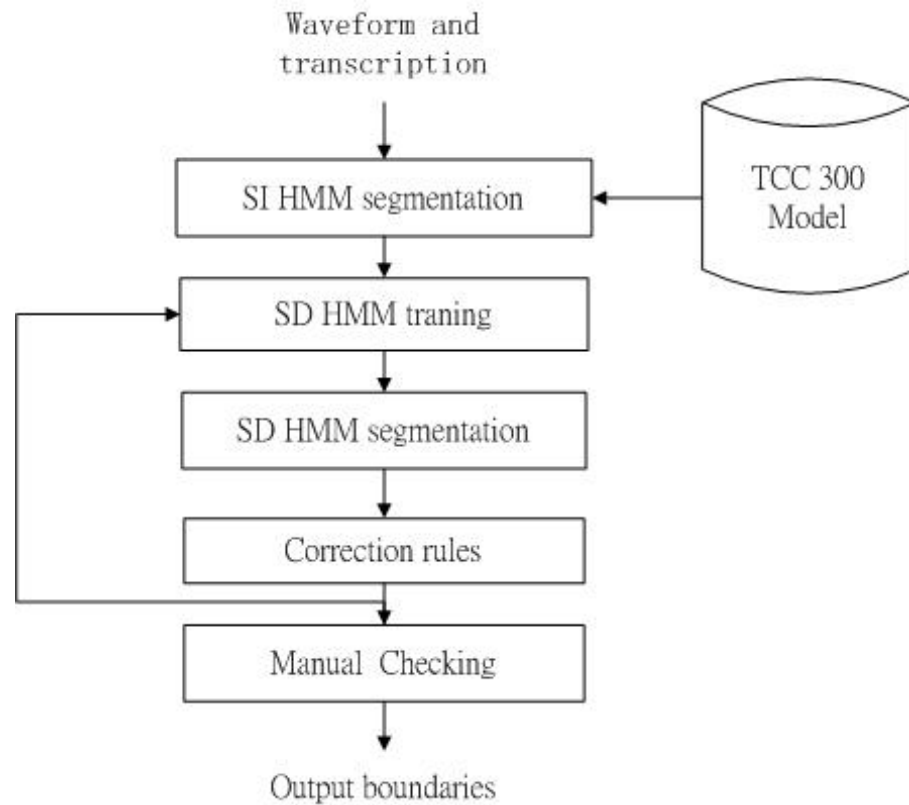 Waveform and
transcription
SI HMM segmentation
TCC 300
Model
SD HMM traning
SD HMM segmentation
Correction rules
Manual Checking
Output boundaries